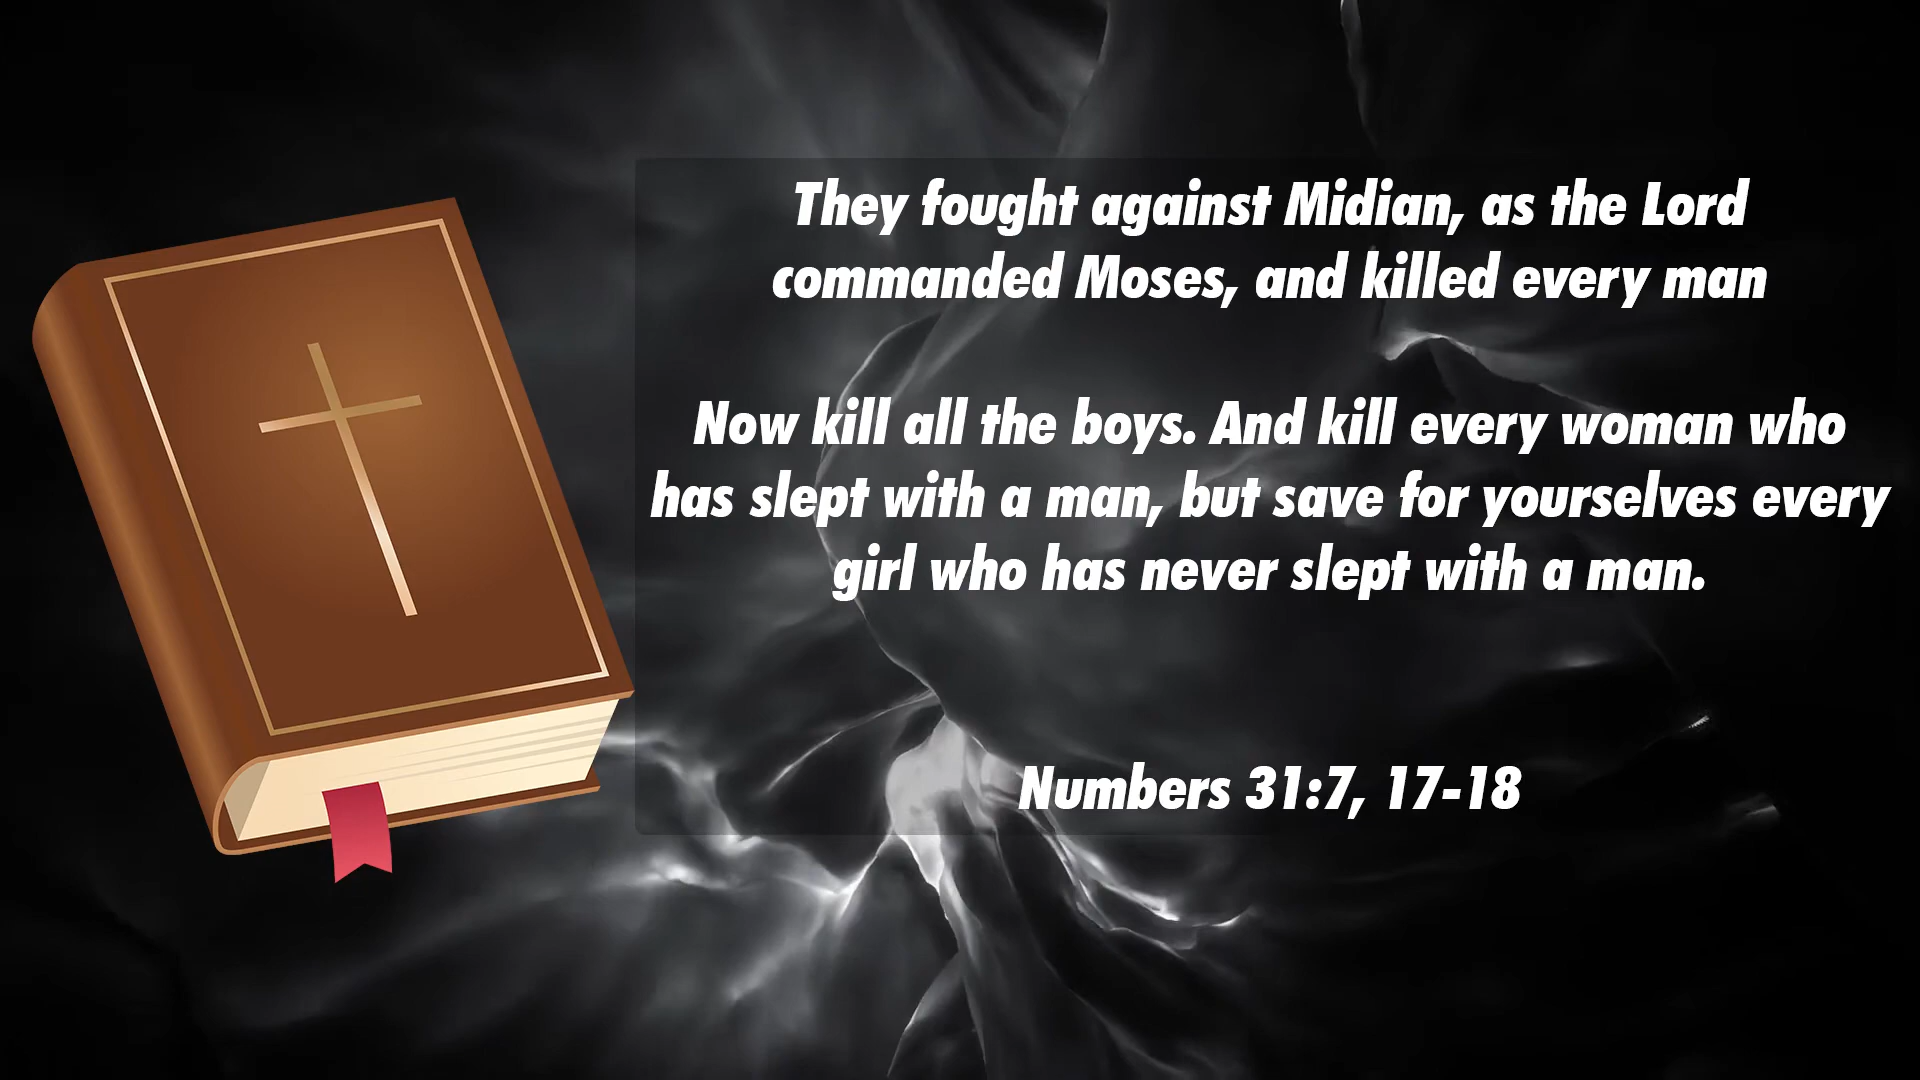 They fought against Midian, as the Lord
commanded Moses, and killed every man
Now kill all the boys. And kill every woman who
has slept with a man, but save for yourselves every
girl who has never slept with a man.
Numbers 31:7, 17-18